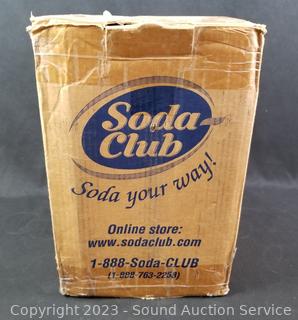 Soda
Club
Soda your way!
Online store:
www.sodaclub.com
1-888-Soda-CLUB
(1-888-763-2253)
Copyright 2023 - Sound Auction Service